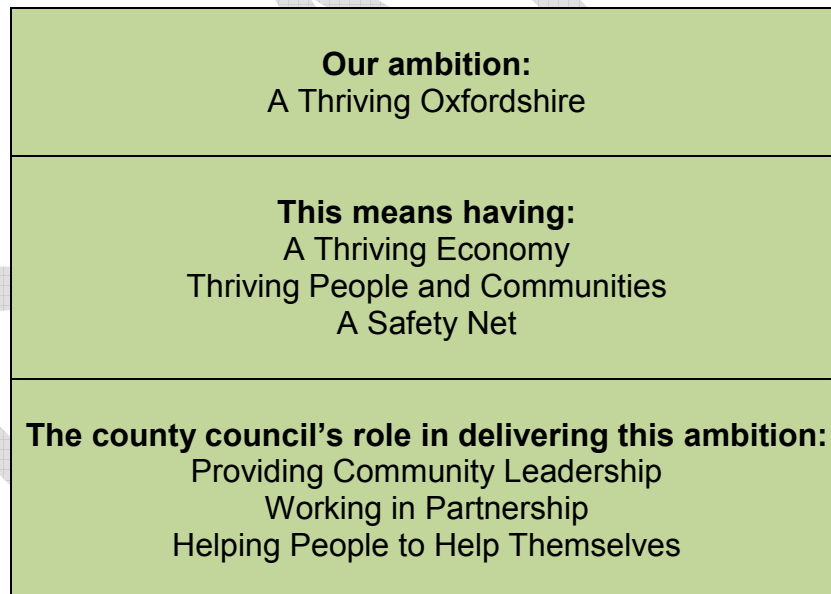 Our ambition:
A Thriving Oxfordshire
This means having:
A Thriving Economy
Thriving People and Communities
A Safety Net
The county council’s role in delivering this ambition:
Providing Community Leadership
Working in Partnership
Helping People to Help Themselves